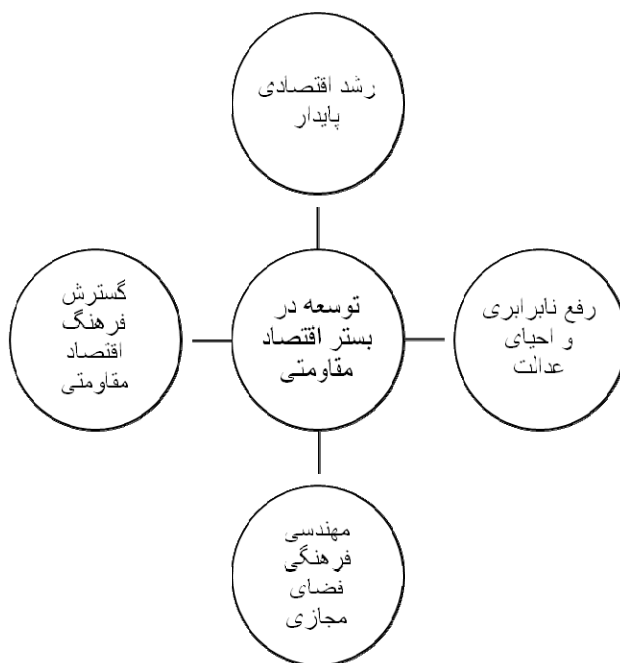 رشد اقتصادی
پایدار
رفع نابرابری
و احیای
عدالت
توسعه در
بستر اقتصاد
مقاومتی
گسترش
فرهنگ
اقتصاد
مقاومتی
مهندسی
فرهنگی
فضای
مجازی